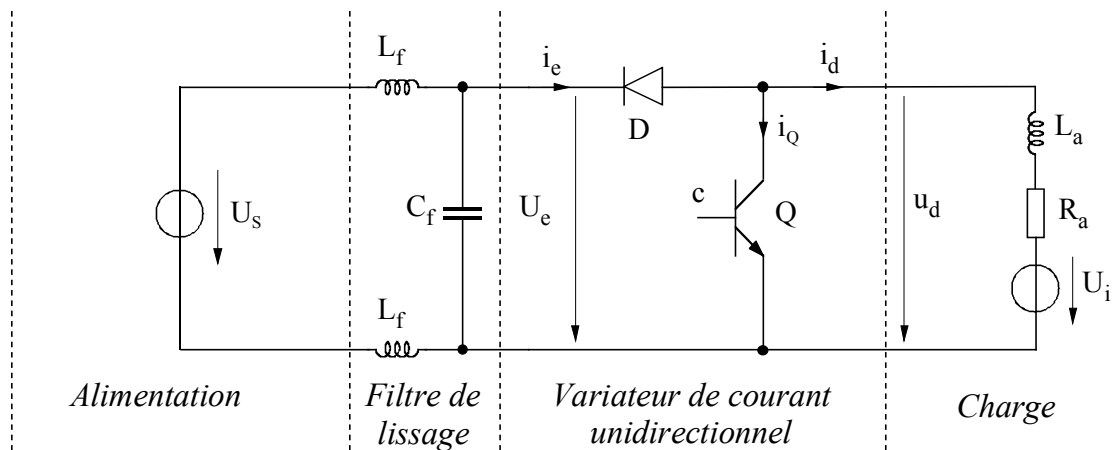 L_f
i_e
i_d
D
i_Q
L_a
U_S
C_f
U_e
c
Q
u_d
R_a
U_i
L_f
Alimentation
Filtre de
lissage
Variateur de courant
unidirectionnel
Charge